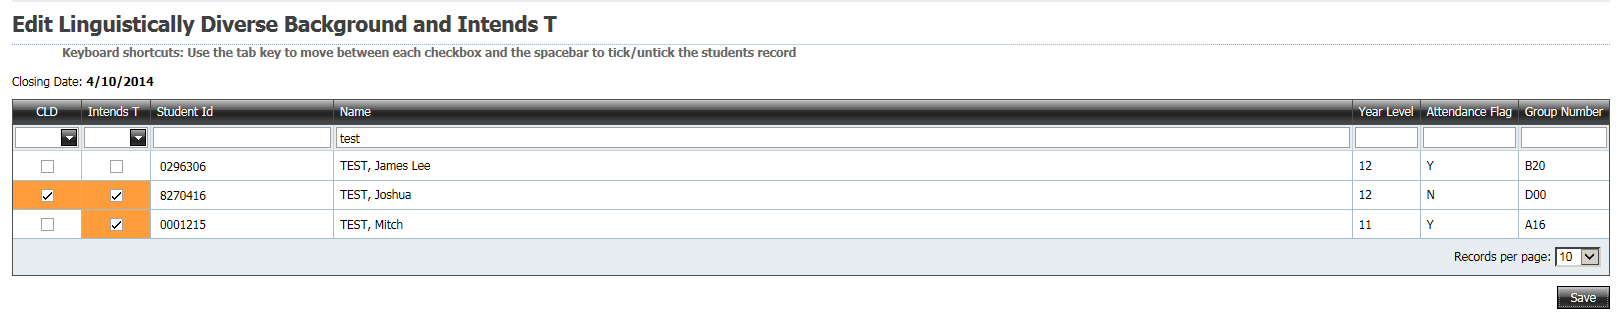 Edit Linguistically Diverse Background and Intends T
Keyboard shortcuts: Use the tab key to move between each checkbox and the spacebar to tick/untick the students record
Closing Date: 4/10/2014
CLD Intends T Student Id Name Year Level Attendance Flag Group Number
test
0296306 TEST, James Lee 12 Y B20
8270416 TEST, Joshua 12 N D00
0001215 TEST, Mitch 11 Y A16
Records per page: 10
Save